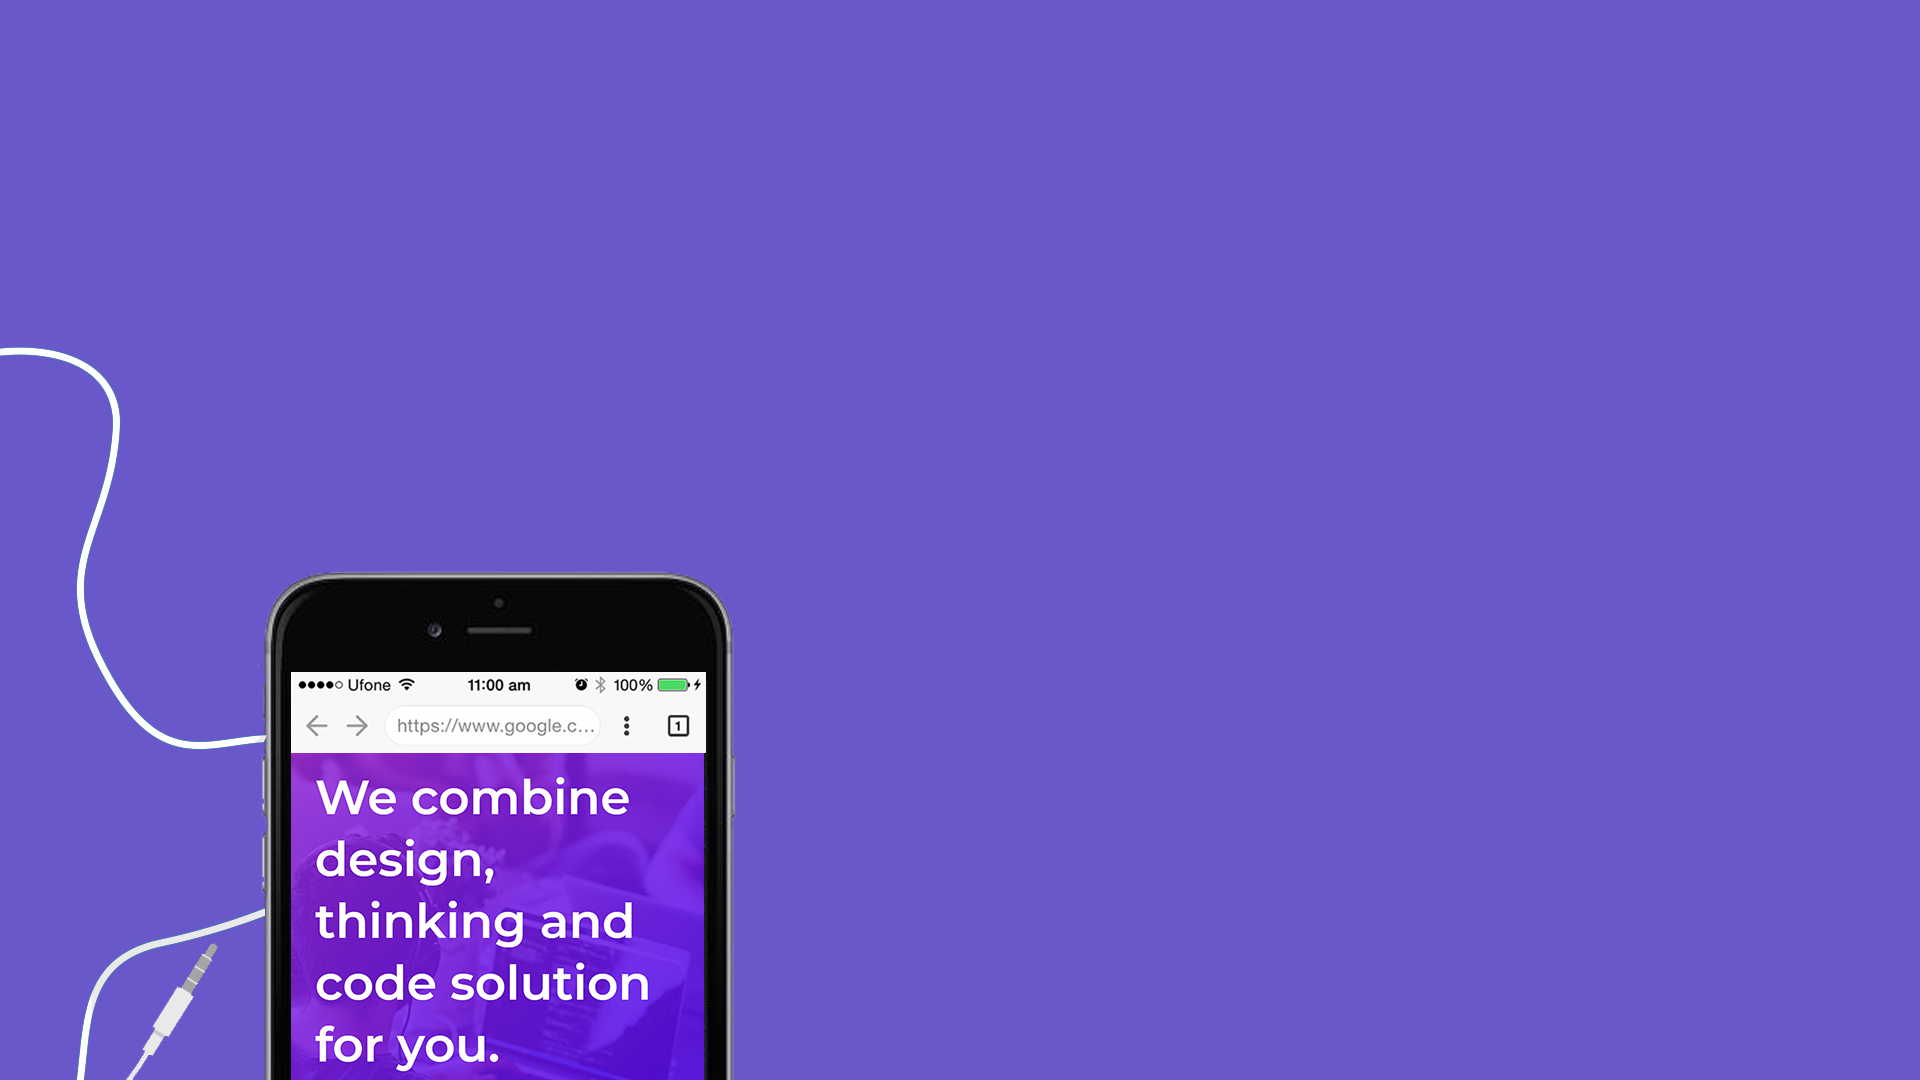 Ufone 11:00 am 100%
https://www.google.c... 1
We combine
design,
thinking and
code solution
for you.